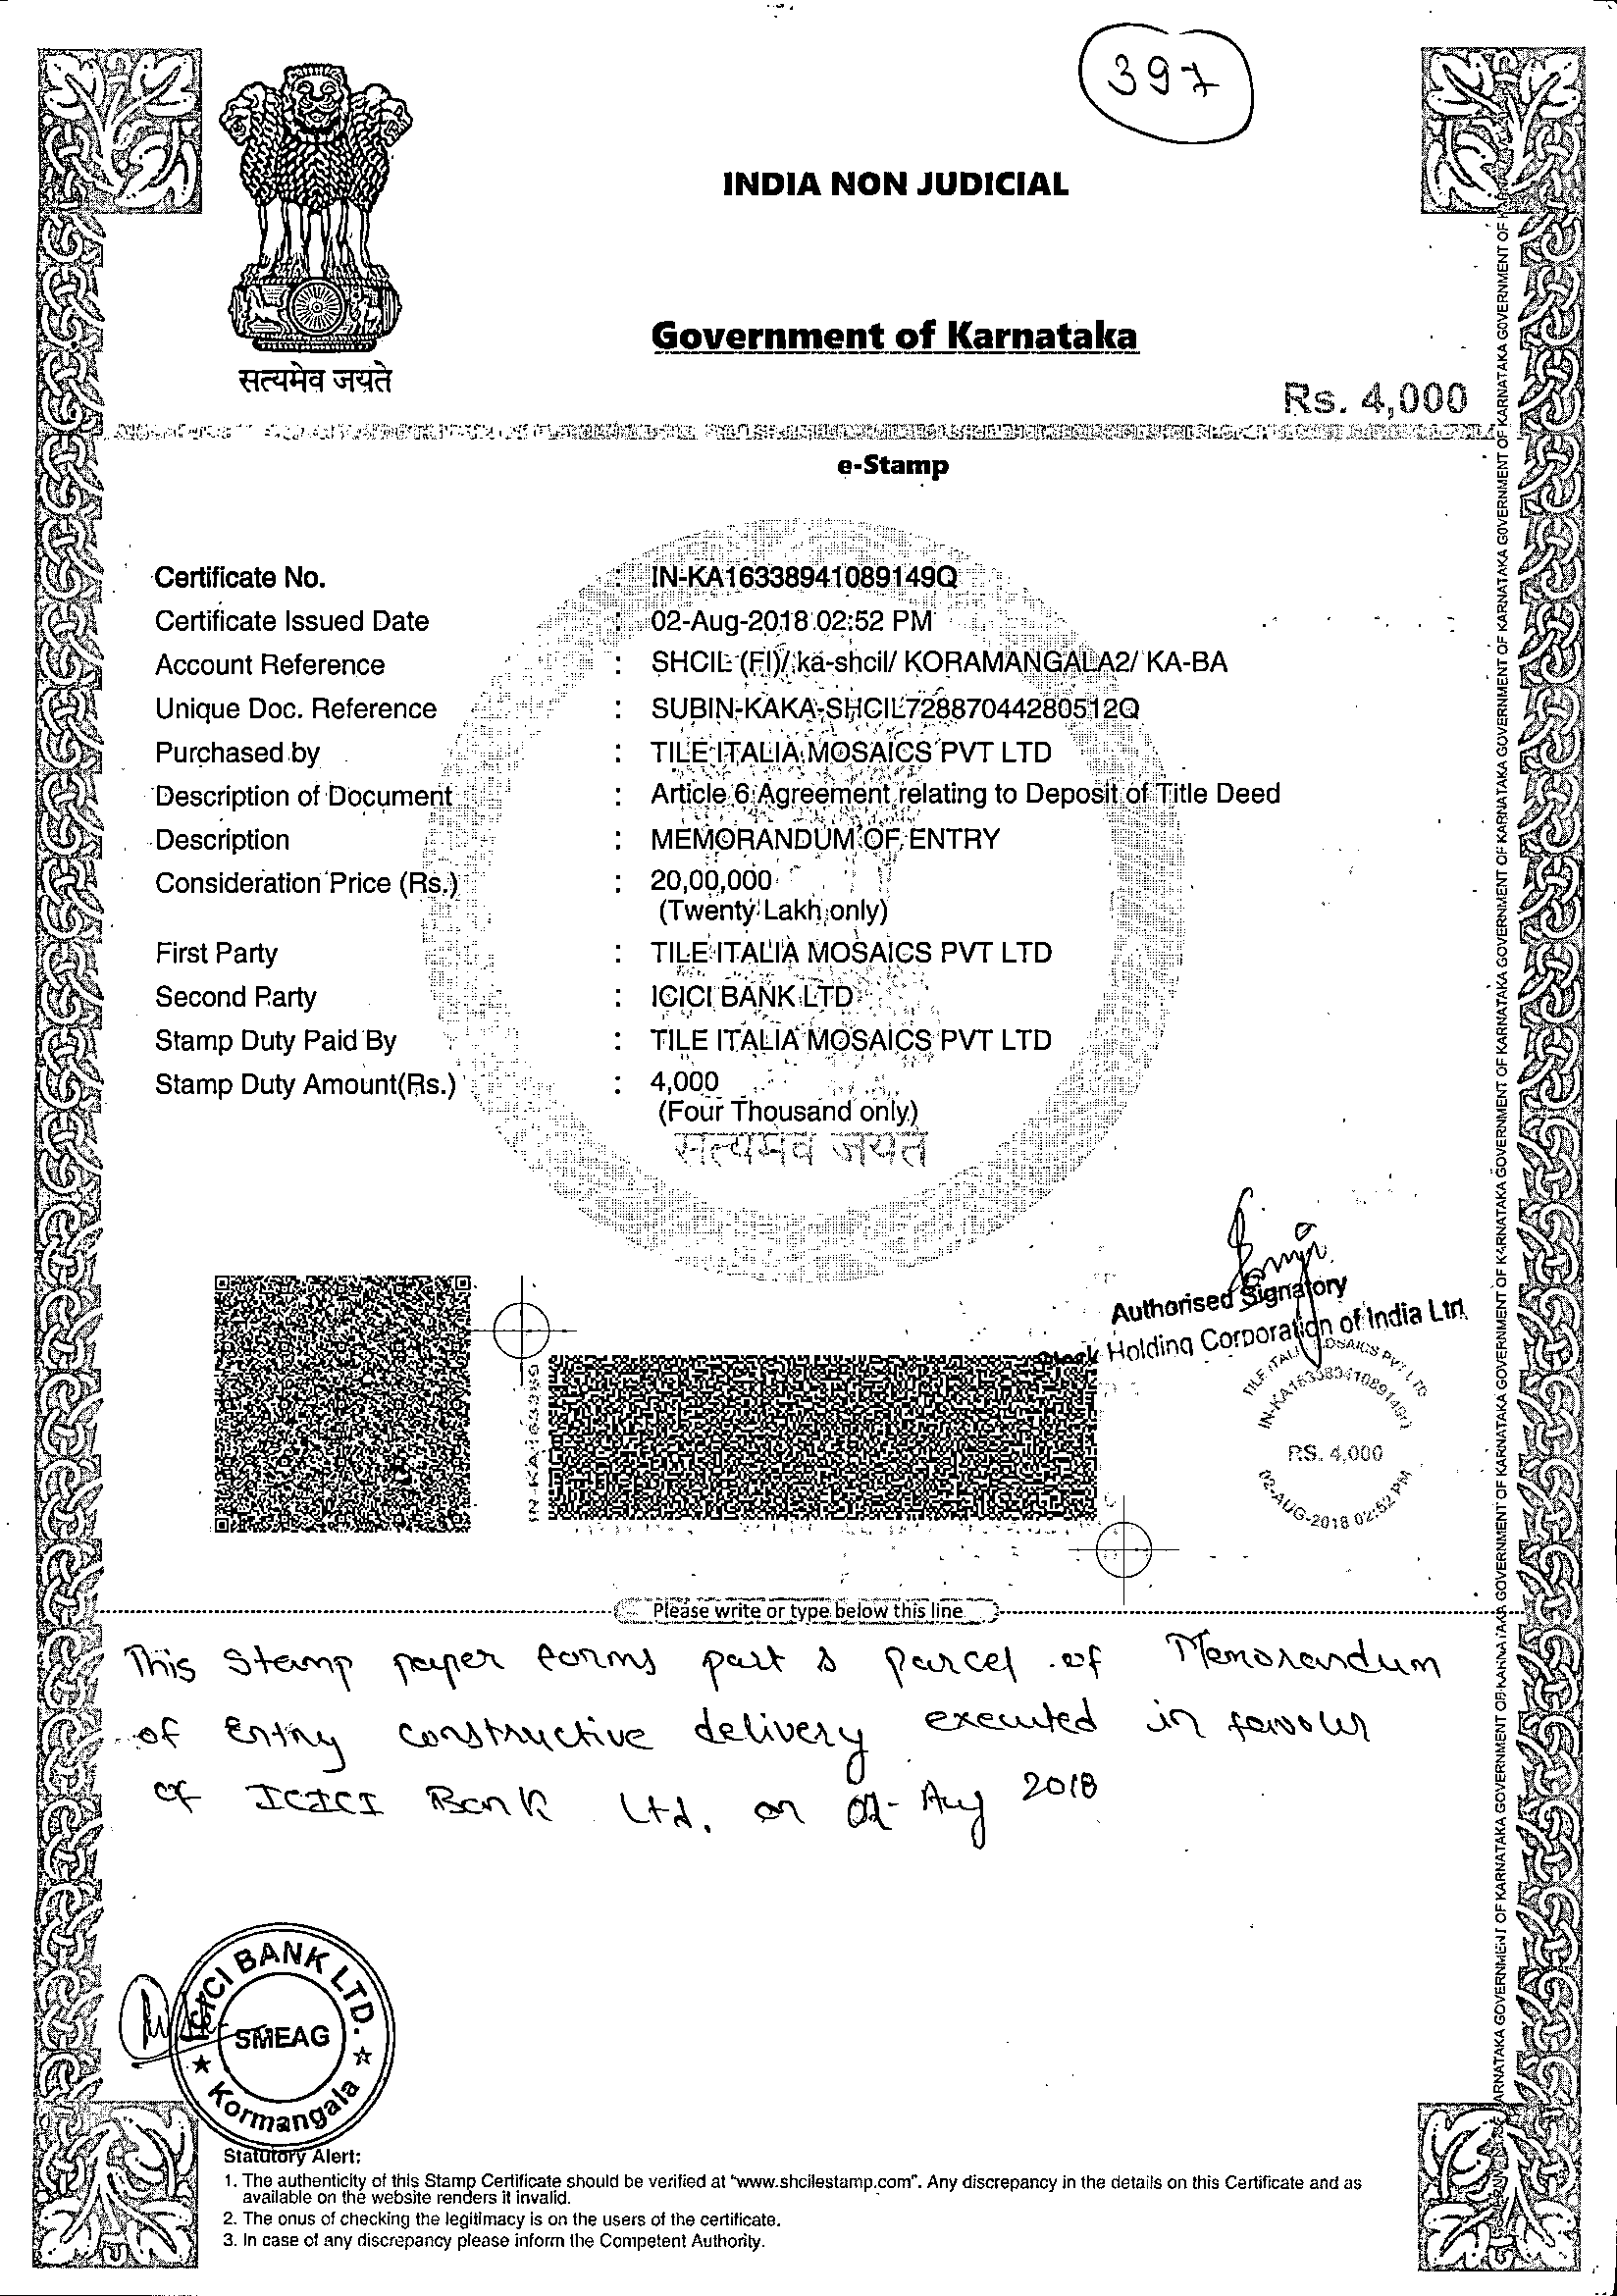 397
INDIA NON JUDICIAL
Government of Karnataka
सत्यमेव जयते
Rs. 4,000
e-Stamp
Certificate No. : IN-KA16338941089149Q
Certificate Issued Date : 02-Aug-2018 02:52 PM
Account Reference : SHCIL (FI)/ ka-shcil/ KORAMANGALA2/ KA-BA
Unique Doc. Reference : SUBIN-KAKA-SHCIL72887044280512Q
Purchased by : TILE ITALIA MOSAICS PVT LTD
Description of Document : Article 6 Agreement relating to Deposit of Title Deed
Description : MEMORANDUM OF ENTRY
Consideration Price (Rs.) : 20,00,000
(Twenty Lakh only)
First Party : TILE ITALIA MOSAICS PVT LTD
Second Party : ICICI BANK LTD
Stamp Duty Paid By : TILE ITALIA MOSAICS PVT LTD
Stamp Duty Amount(Rs.) : 4,000
(Four Thousand only)
सत्यमेव जयते
Authorised Signatory
Holding Corporation of India Ltd
TILE ITALIA MOSAICS PVT LTD
IN-KA16338941089149Q
RS. 4,000
02-AUG-2018 02:52 PM
Please write or type below this line
This Stamp paper forms part & parcel of Memorandum
of Entry constructive delivery executed in favour
of ICICI Bank Ltd. on 02-Aug 2018
ICICI BANK LTD.
SMEAG
Kormangala
Statutory Alert:
1. The authenticity of this Stamp Certificate should be verified at "www.shcilestamp.com". Any discrepancy in the details on this Certificate and as
available on the website renders it invalid.
2. The onus of checking the legitimacy is on the users of the certificate.
3. In case of any discrepancy please inform the Competent Authority.